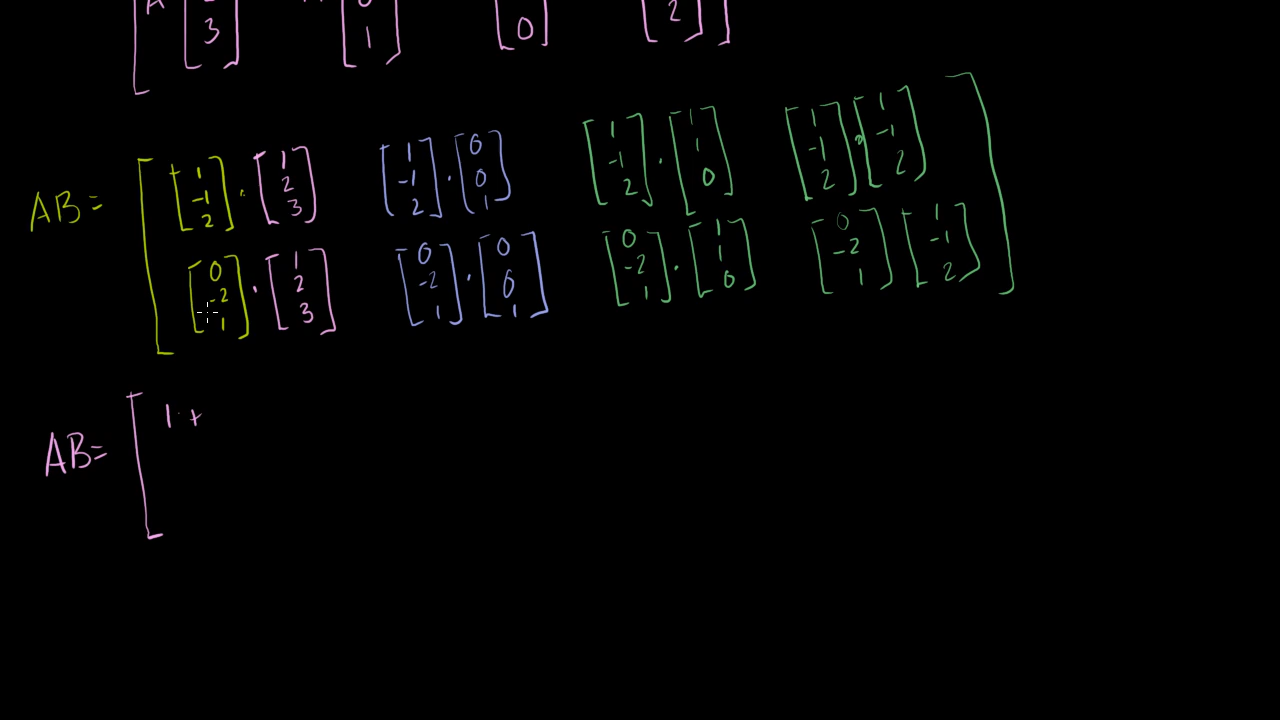 A [3] [0 1] [0] [2]
AB = [ [1 -1 2] · [1 2 3] [1 -1 2] · [0 0 1] [1 -1 2] · [1 1 0] [1 -1 2] · [1 -1 2]
[0 -2 1] · [1 2 3] [0 -2 1] · [0 0 1] [0 -2 1] · [1 1 0] [0 -2 1] [1 -1 2] ]
AB = [ 1 +